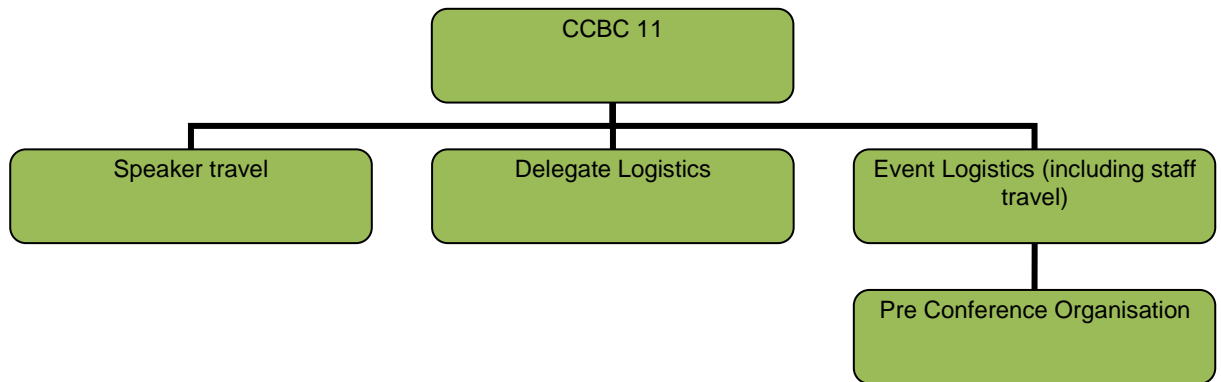 CCBC 11
Speaker travel
Delegate Logistics
Event Logistics (including staff
travel)
Pre Conference Organisation